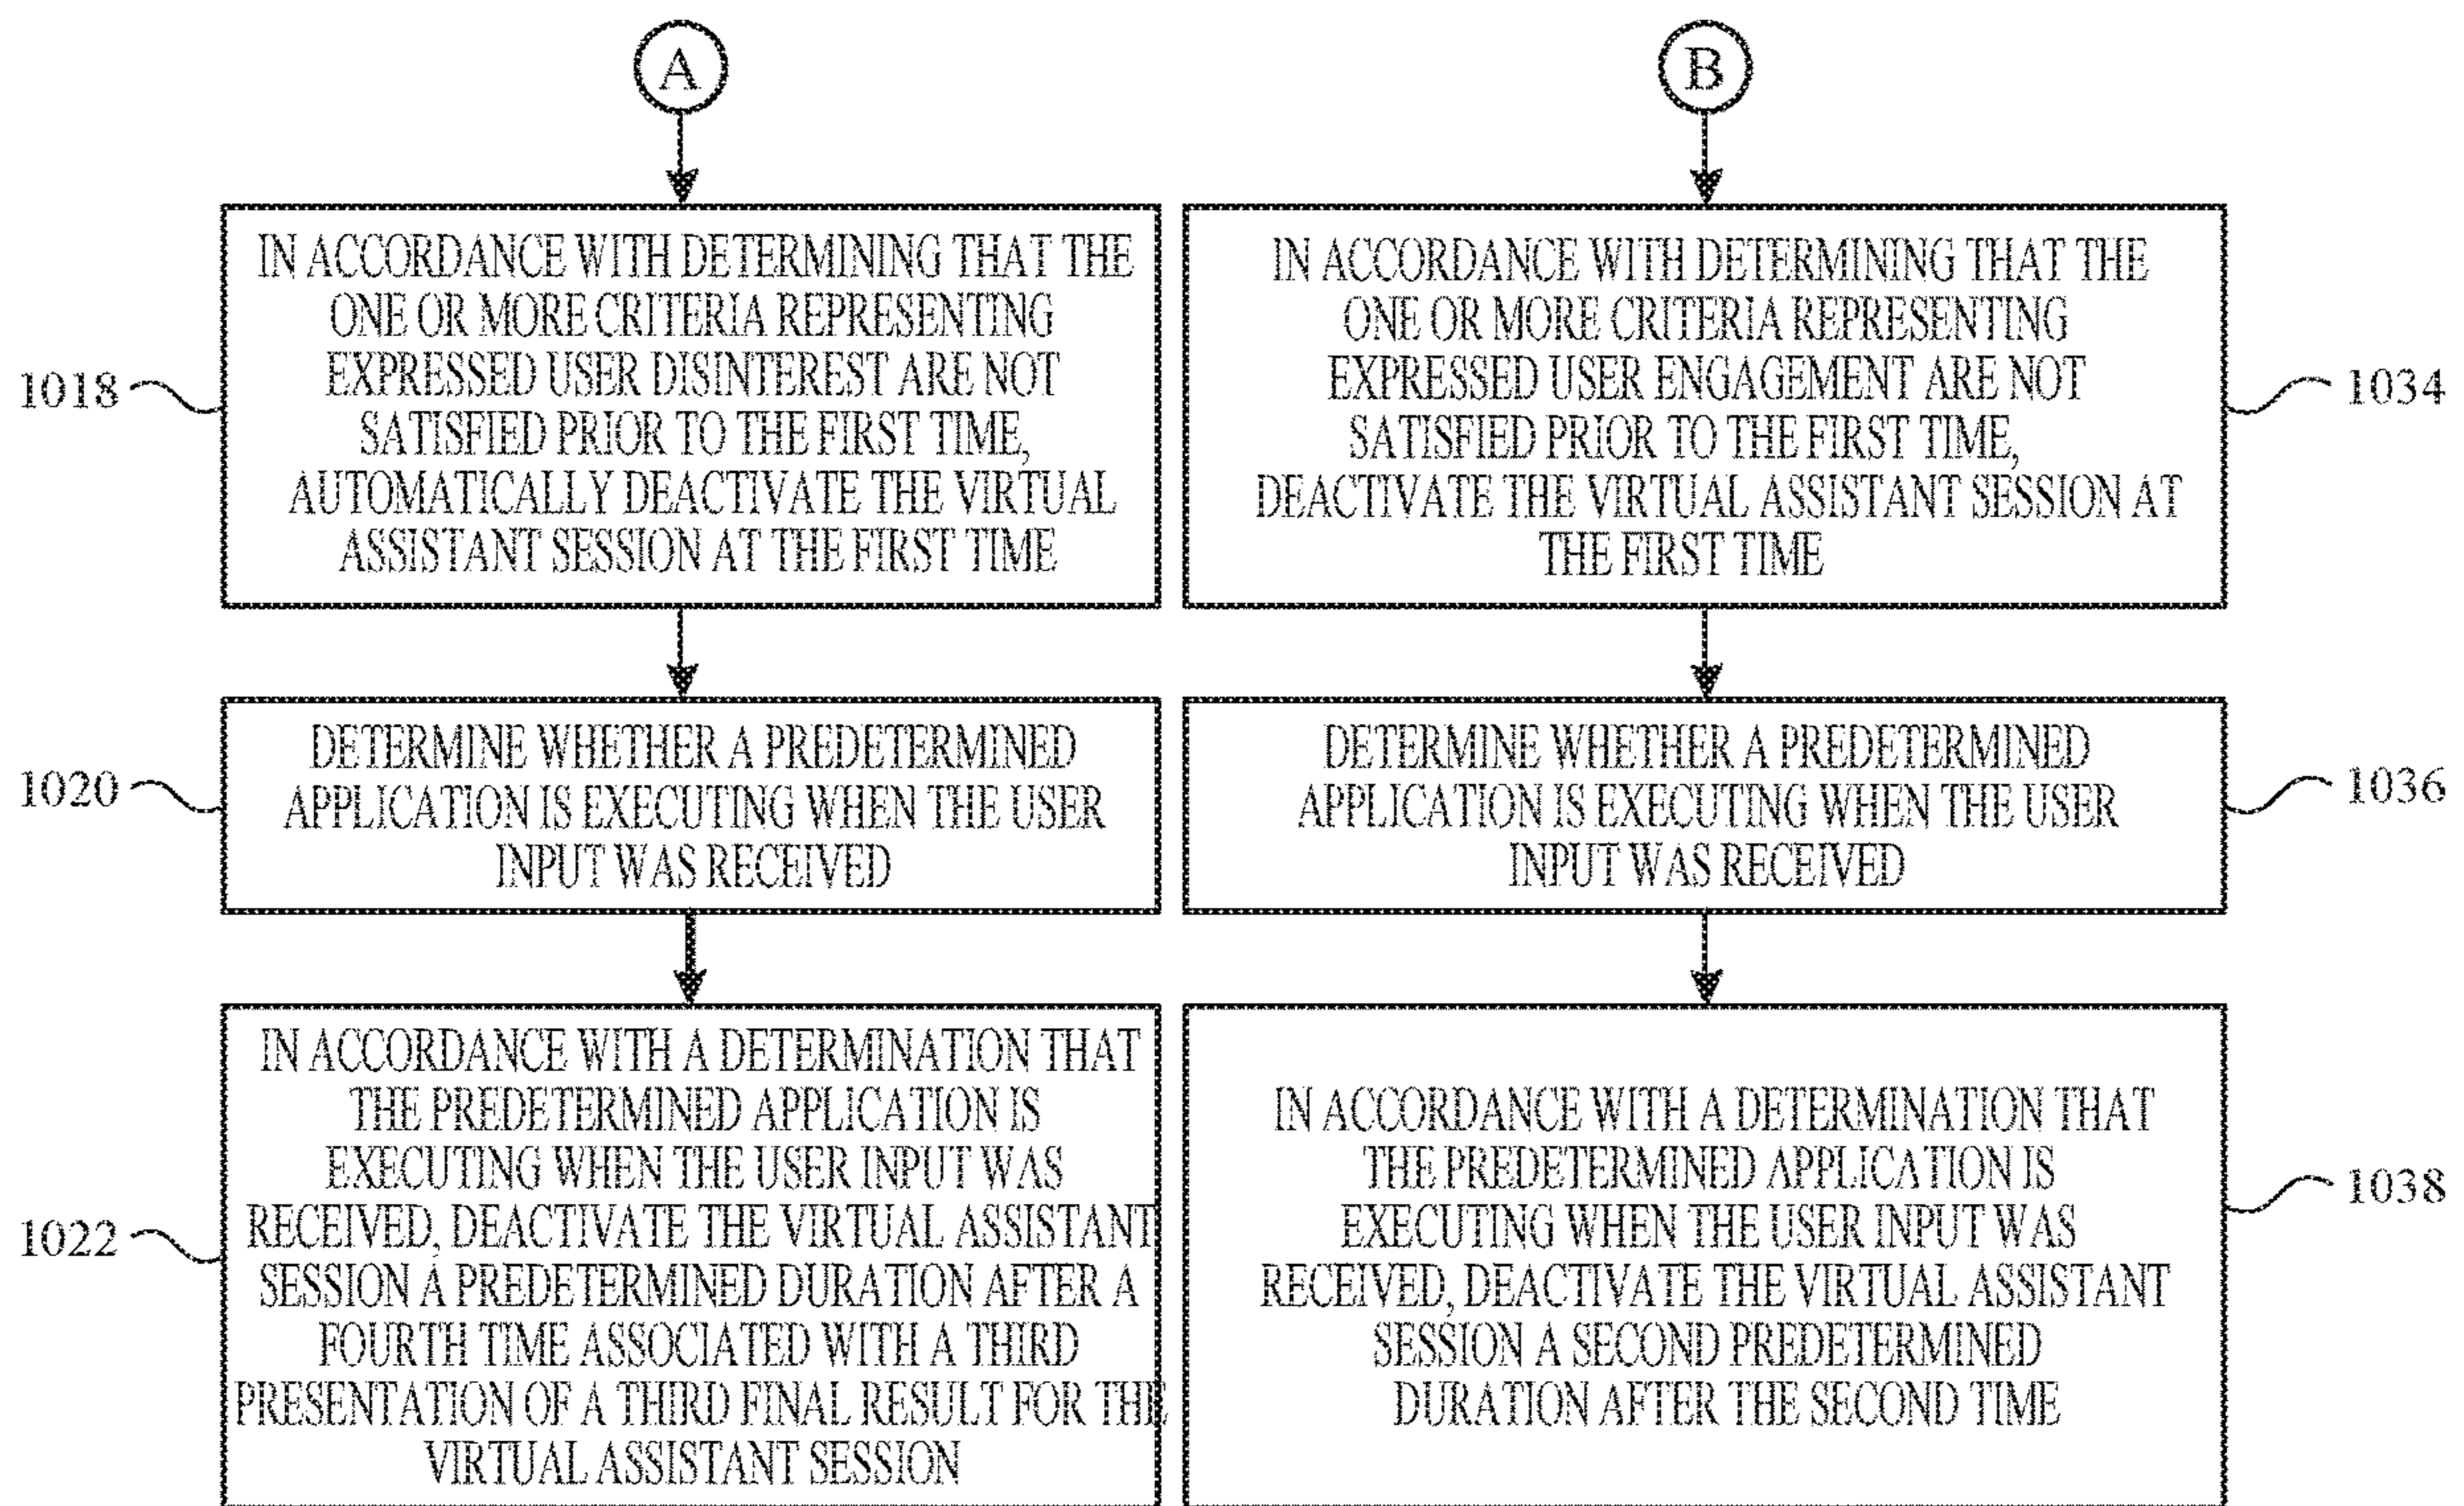 A
1018
IN ACCORDANCE WITH DETERMINING THAT THE
ONE OR MORE CRITERIA REPRESENTING
EXPRESSED USER DISINTEREST ARE NOT
SATISFIED PRIOR TO THE FIRST TIME,
AUTOMATICALLY DEACTIVATE THE VIRTUAL
ASSISTANT SESSION AT THE FIRST TIME
1020
DETERMINE WHETHER A PREDETERMINED
APPLICATION IS EXECUTING WHEN THE USER
INPUT WAS RECEIVED
1022
IN ACCORDANCE WITH A DETERMINATION THAT
THE PREDETERMINED APPLICATION IS
EXECUTING WHEN THE USER INPUT WAS
RECEIVED, DEACTIVATE THE VIRTUAL ASSISTANT
SESSION A PREDETERMINED DURATION AFTER A
FOURTH TIME ASSOCIATED WITH A THIRD
PRESENTATION OF A THIRD FINAL RESULT FOR THE
VIRTUAL ASSISTANT SESSION
B
IN ACCORDANCE WITH DETERMINING THAT THE
ONE OR MORE CRITERIA REPRESENTING
EXPRESSED USER ENGAGEMENT ARE NOT
SATISFIED PRIOR TO THE FIRST TIME,
DEACTIVATE THE VIRTUAL ASSISTANT SESSION AT
THE FIRST TIME
1034
DETERMINE WHETHER A PREDETERMINED
APPLICATION IS EXECUTING WHEN THE USER
INPUT WAS RECEIVED
1036
IN ACCORDANCE WITH A DETERMINATION THAT
THE PREDETERMINED APPLICATION IS
EXECUTING WHEN THE USER INPUT WAS
RECEIVED, DEACTIVATE THE VIRTUAL ASSISTANT
SESSION A SECOND PREDETERMINED
DURATION AFTER THE SECOND TIME
1038